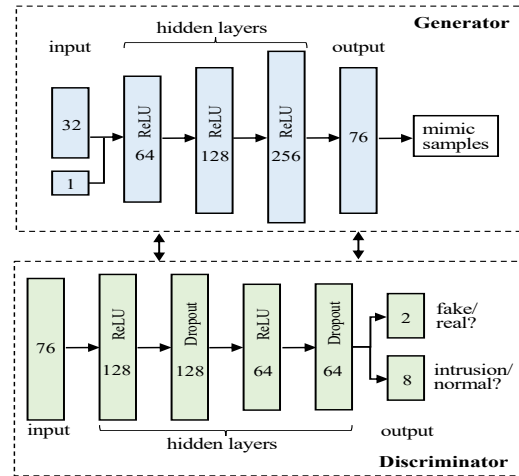 hidden layers
Generator
input
output
32
1
ReLU
64
ReLU
128
ReLU
256
76
mimic
samples
76
ReLU
128
Dropout
128
ReLU
64
Dropout
64
2
fake/
real?
8
intrusion/
normal?
input
hidden layers
output
Discriminator